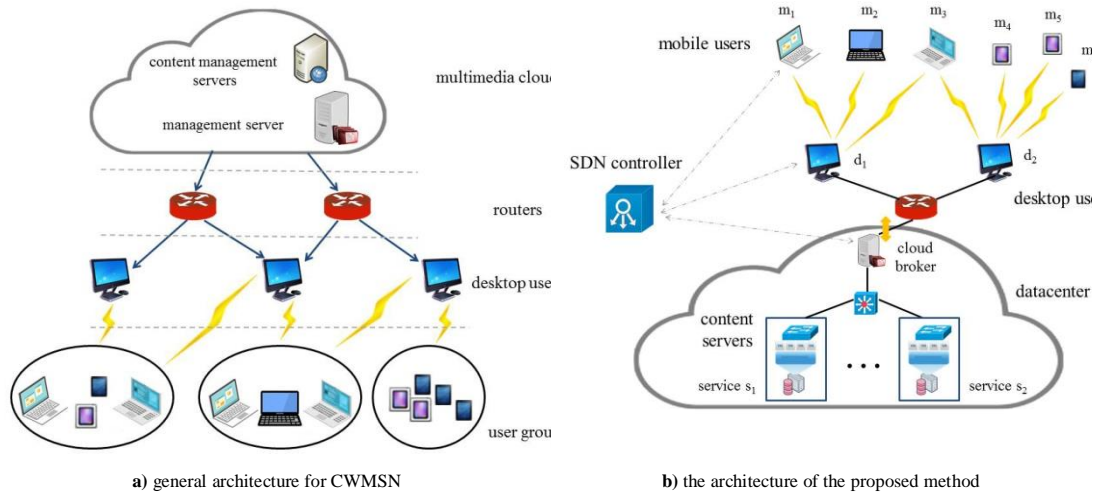 content management
servers
management server
multimedia clou
routers
desktop use
user grou
a) general architecture for CWMSN
m1
m2
m3
m4
m5
m
mobile users
SDN controller
d1
d2
desktop use
cloud
broker
datacenter
content
servers
service s1
service s2
b) the architecture of the proposed method